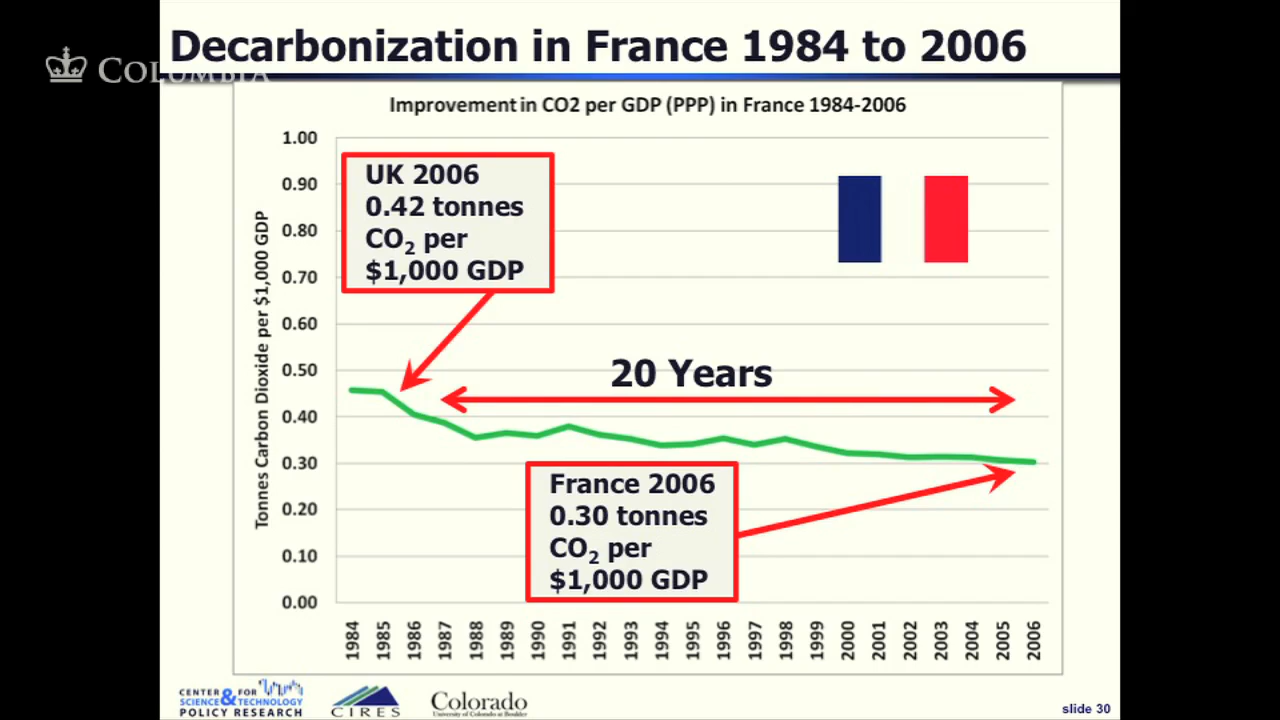 Decarbonization in France 1984 to 2006
COLUMBIA
Improvement in CO2 per GDP (PPP) in France 1984-2006
Tonnes Carbon Dioxide per $1,000 GDP
1.00
0.90
0.80
0.70
0.60
0.50
0.40
0.30
0.20
0.10
0.00
UK 2006
0.42 tonnes
CO₂ per
$1,000 GDP
20 Years
France 2006
0.30 tonnes
CO₂ per
$1,000 GDP
1984 1985 1986 1987 1988 1989 1990 1991 1992 1993 1994 1995 1996 1997 1998 1999 2000 2001 2002 2003 2004 2005 2006
CENTER FOR
SCIENCE & TECHNOLOGY
POLICY RESEARCH
CIRES
Colorado
University of Colorado at Boulder
slide 30